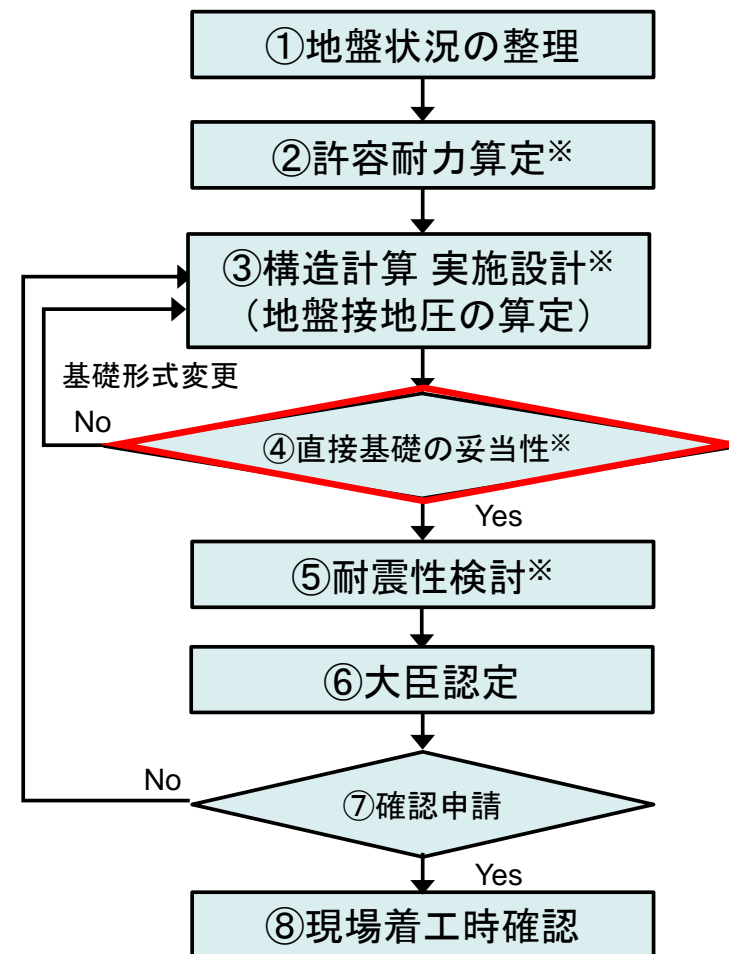 ①地盤状況の整理
②許容耐力算定※
③構造計算 実施設計※
（地盤接地圧の算定）
基礎形式変更
No
④直接基礎の妥当性※
Yes
⑤耐震性検討※
⑥大臣認定
No
⑦確認申請
Yes
⑧現場着工時確認